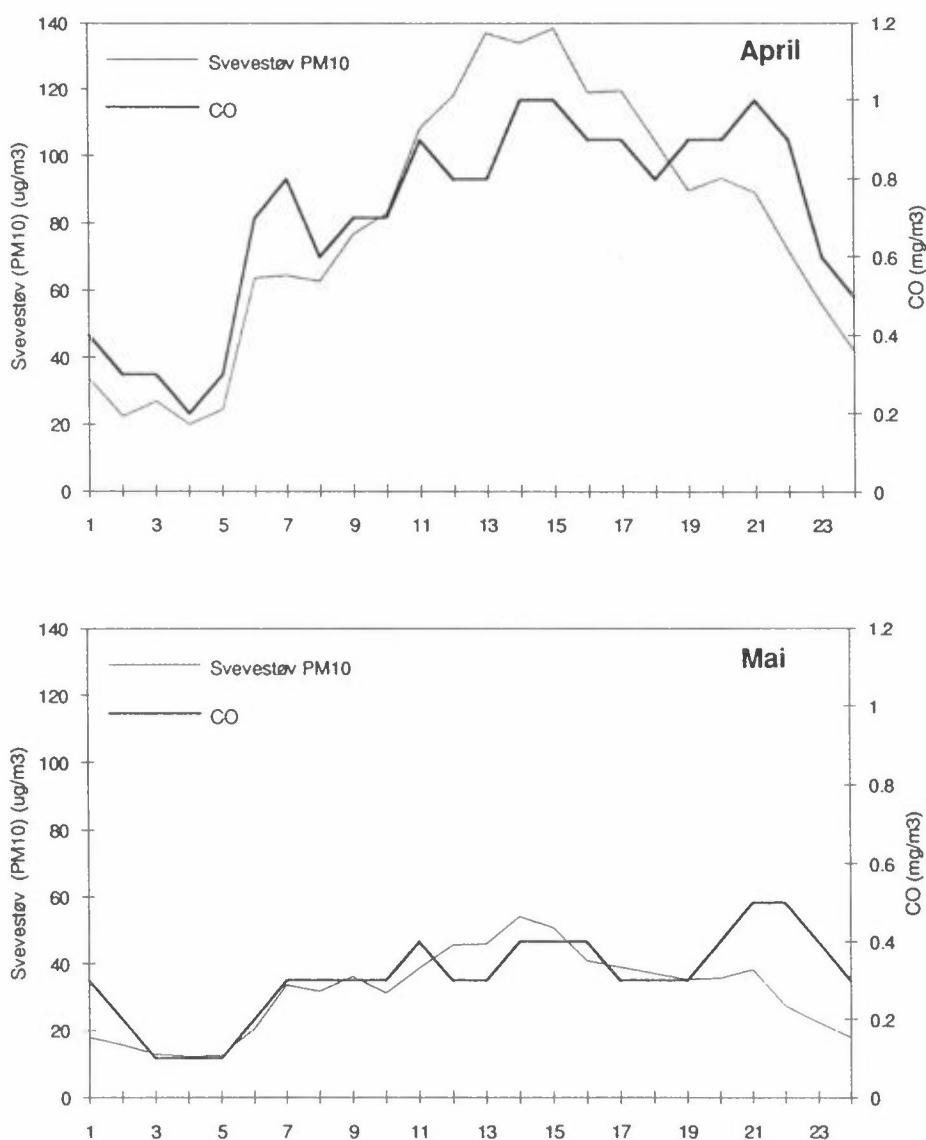 April
Svevestøv PM10
CO
Svevestøv (PM10) (ug/m3)
140
120
100
80
60
40
20
0
CO (mg/m3)
1.2
1
0.8
0.6
0.4
0.2
0
1 3 5 7 9 11 13 15 17 19 21 23
Mai
Svevestøv PM10
CO
Svevestøv (PM10) (ug/m3)
140
120
100
80
60
40
20
0
CO (mg/m3)
1.2
1
0.8
0.6
0.4
0.2
0
1 3 5 7 9 11 13 15 17 19 21 23